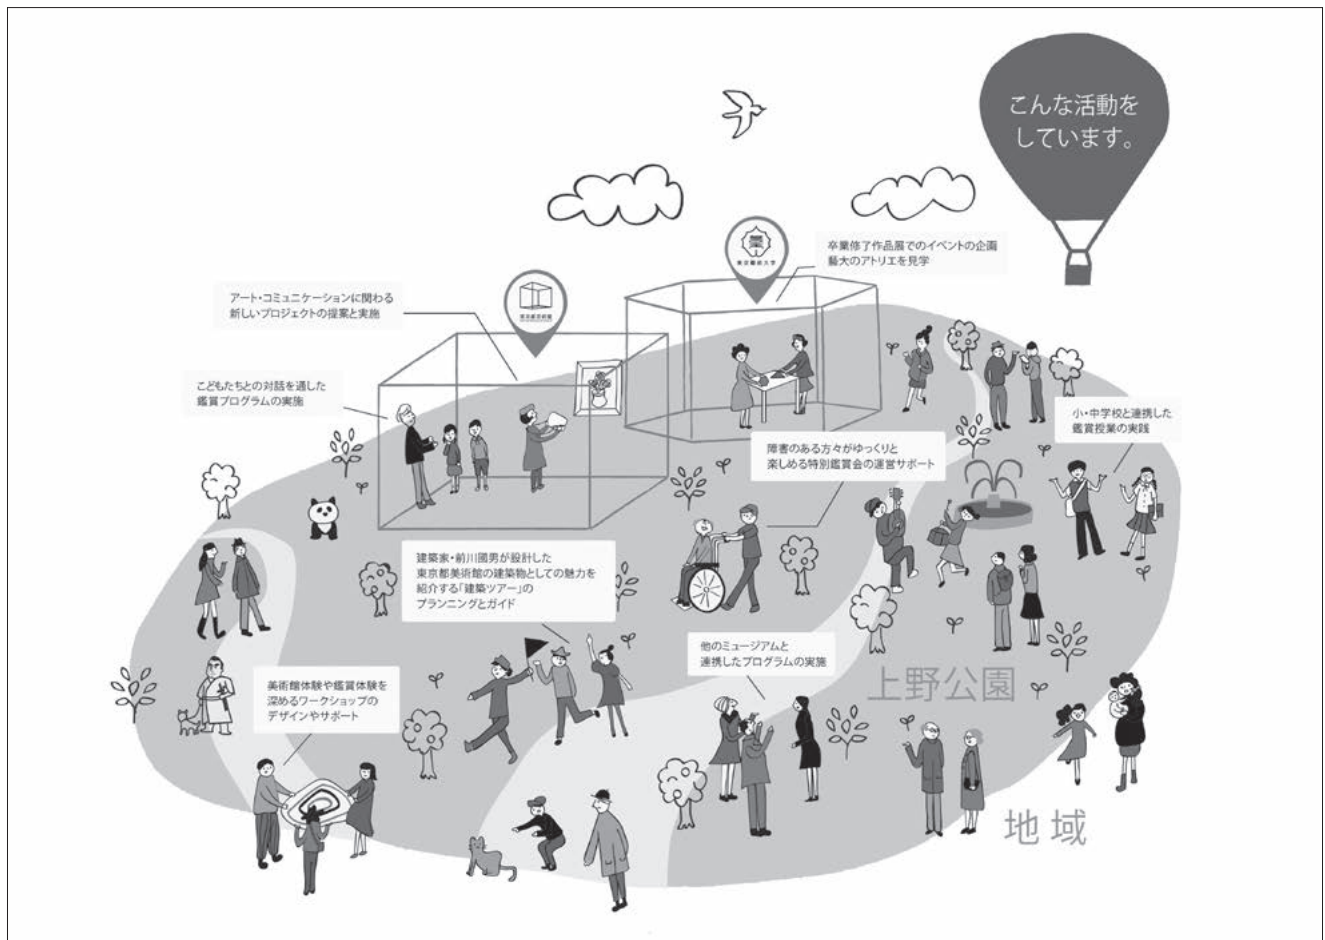 こんな活動を
しています。
卒業修了作品展でのイベントの企画
藝大のアトリエを見学
東京藝術大学
アート・コミュニケーションに関わる
新しいプロジェクトの提案と実施
東京都美術館
こどもたちとの対話を通した
鑑賞プログラムの実施
小・中学校と連携した
鑑賞授業の実践
障害のある方々がゆっくりと
楽しめる特別鑑賞会の運営サポート
建築家・前川國男が設計した
東京都美術館の建築物としての魅力を
紹介する「建築ツアー」の
プランニングとガイド
他のミュージアムと
連携したプログラムの実施
美術館体験や鑑賞体験を
深めるワークショップの
デザインやサポート
上野公園
地域